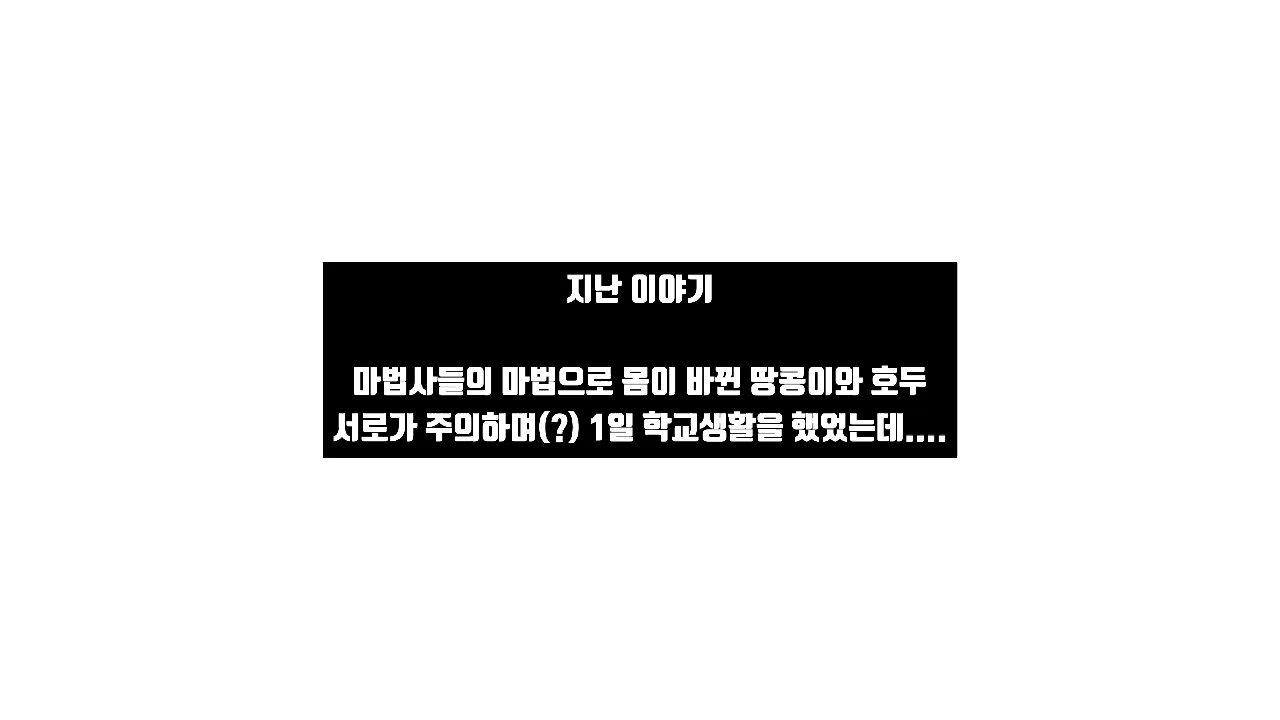 지난 이야기
마법사들의 마법으로 몸이 바뀐 땅콩이와 호두
서로가 주의하며(?) 1일 학교생활을 했었는데....